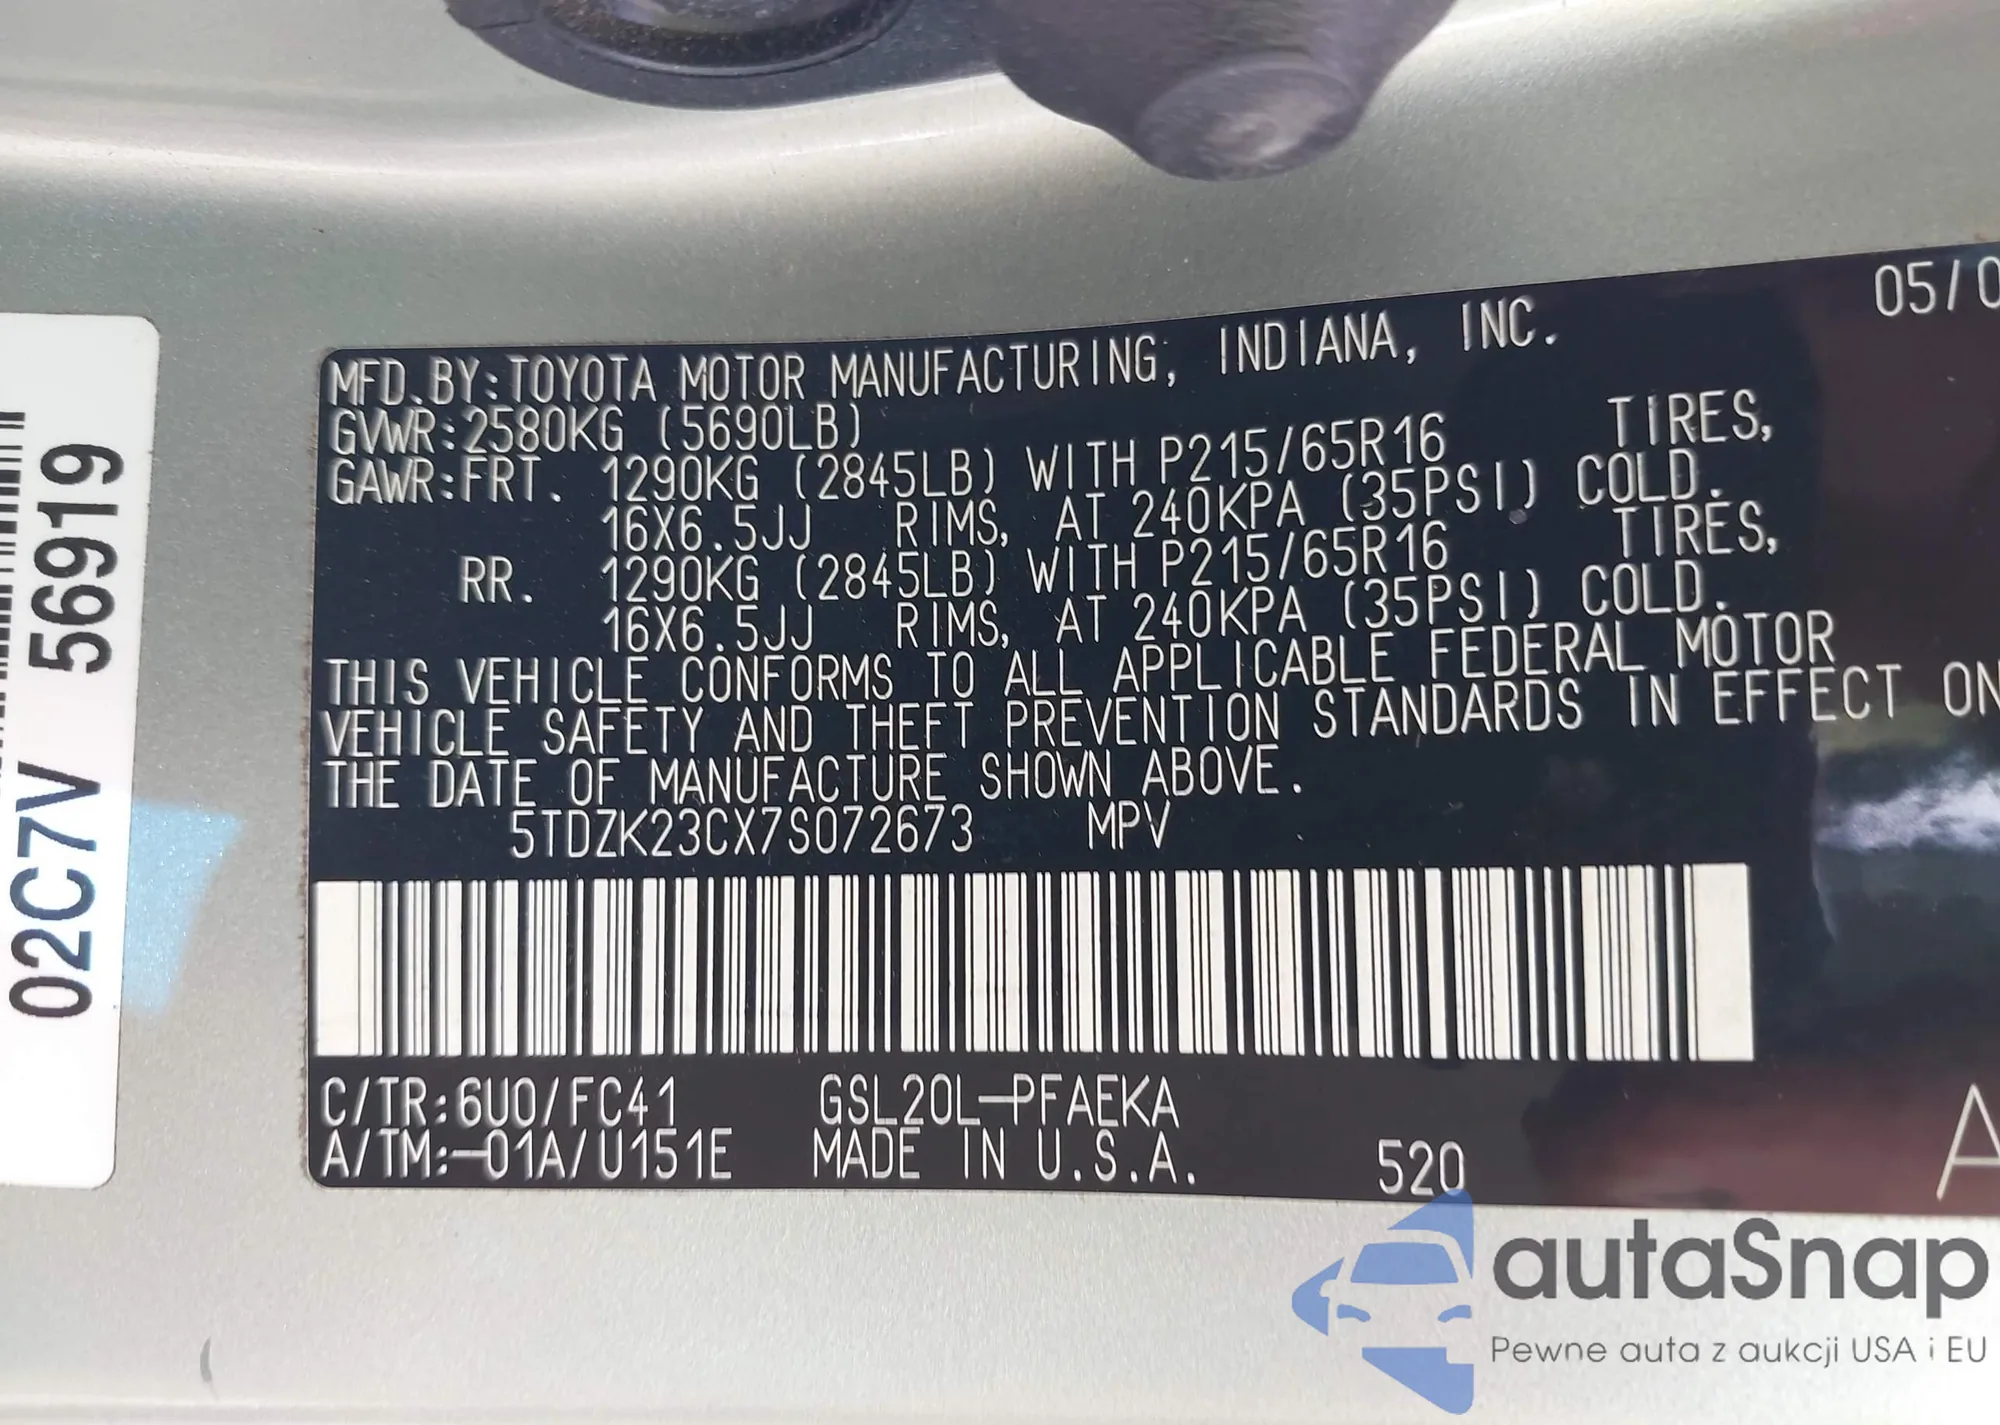 05/0
MFD.BY:TOYOTA MOTOR MANUFACTURING, INDIANA, INC.
GVWR:2580KG (5690LB)
GAWR:FRT. 1290KG (2845LB) WITH P215/65R16 TIRES,
16X6.5JJ RIMS, AT 240KPA (35PSI) COLD.
RR. 1290KG (2845LB) WITH P215/65R16 TIRES,
16X6.5JJ RIMS, AT 240KPA (35PSI) COLD.
THIS VEHICLE CONFORMS TO ALL APPLICABLE FEDERAL MOTOR
VEHICLE SAFETY AND THEFT PREVENTION STANDARDS IN EFFECT ON
THE DATE OF MANUFACTURE SHOWN ABOVE.
5TDZK23CX7S072673 MPV
C/TR:6U0/FC41 GSL20L-PFAEKA
A/TM:-01A/U151E MADE IN U.S.A. 520 A
02C7V 56919
autaSnap
Pewne auta z aukcji USA i EU